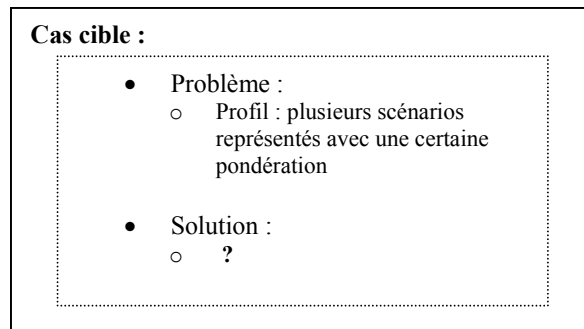 Cas cible :
• Problème :
o Profil : plusieurs scénarios
représentés avec une certaine
pondération
• Solution :
o ?